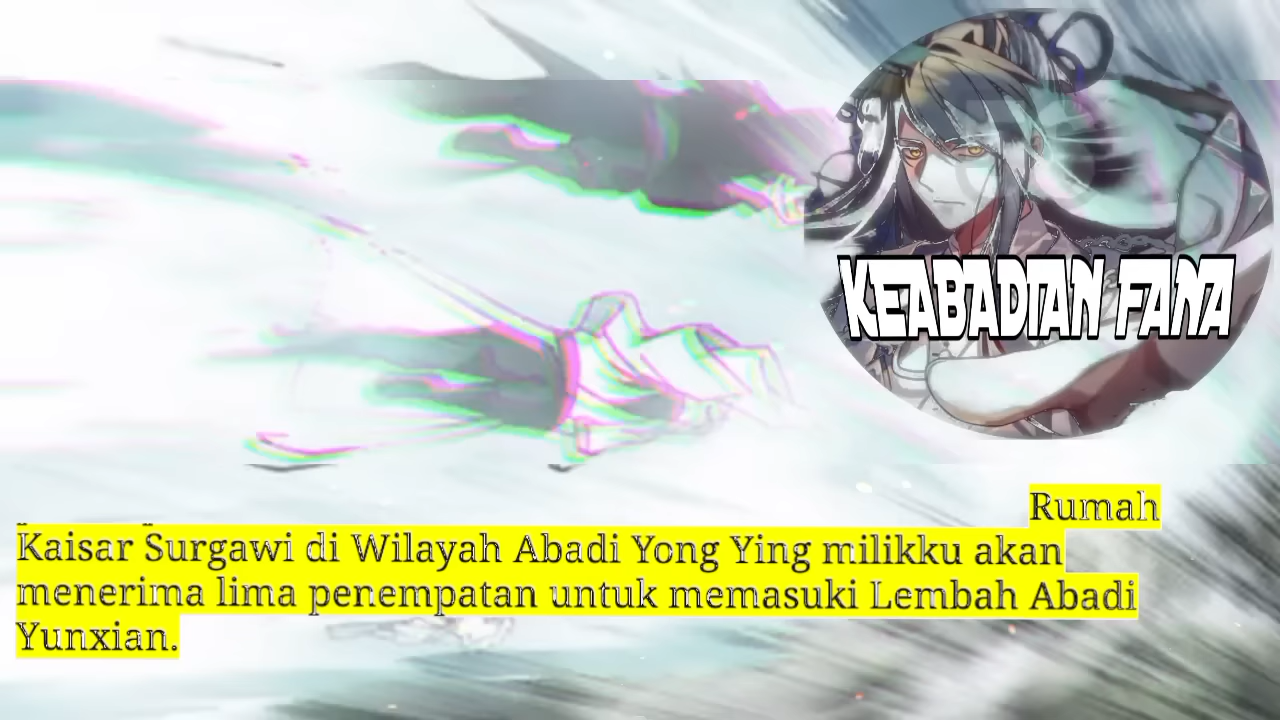 KEABADIAN FANA
Rumah
Kaisar Surgawi di Wilayah Abadi Yong Ying milikku akan
menerima lima penempatan untuk memasuki Lembah Abadi
Yunxian.